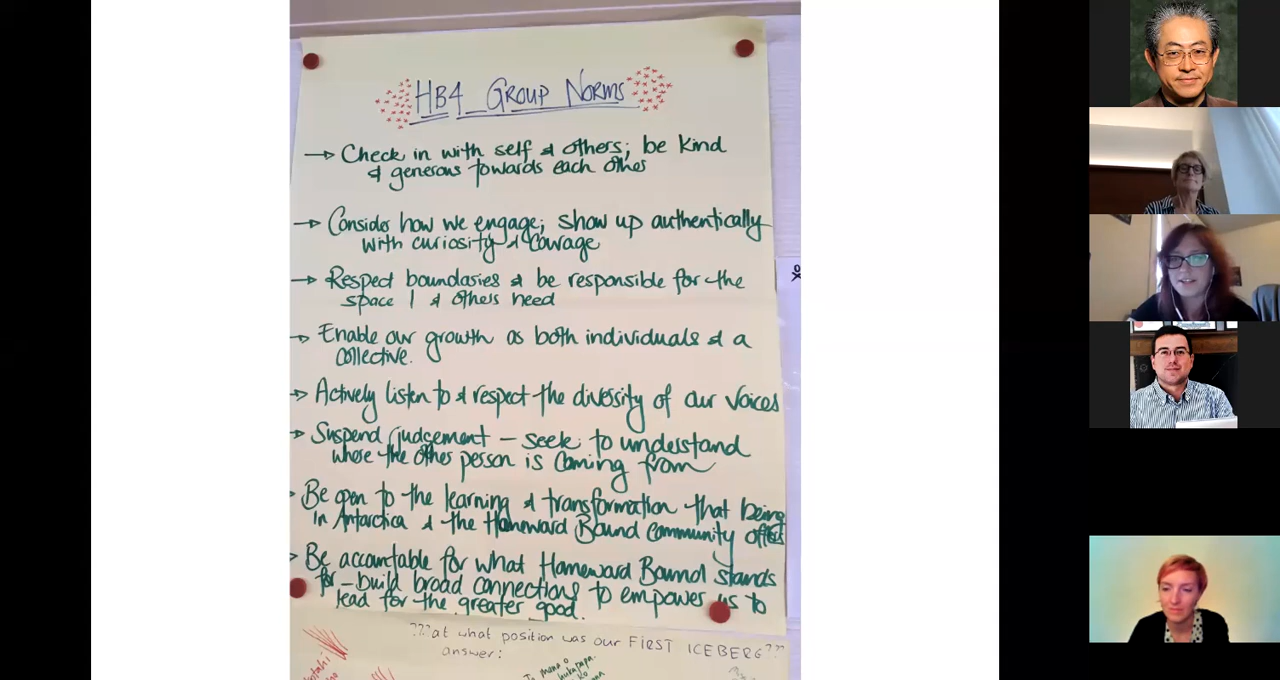 HB4 GROUP NORMS
→ Check in with self & others; be kind
& generous towards each other
→ Consider how we engage; show up authentically
with curiosity & courage
→ Respect boundaries & be responsible for the
space I & others need
→ Enable our growth as both individuals & a
collective.
→ Actively listen to & respect the diversity of our voices
→ Suspend judgement – seek to understand
where the other person is coming from
Be open to the learning & transformation that being
in Antarctica & the Homeward Bound Community offers
Be accountable for what Homeward Bound stands
for – build broad connections to empower us to
lead for the greater good.
???at what position was our FIRST ICEBERG???
answer: